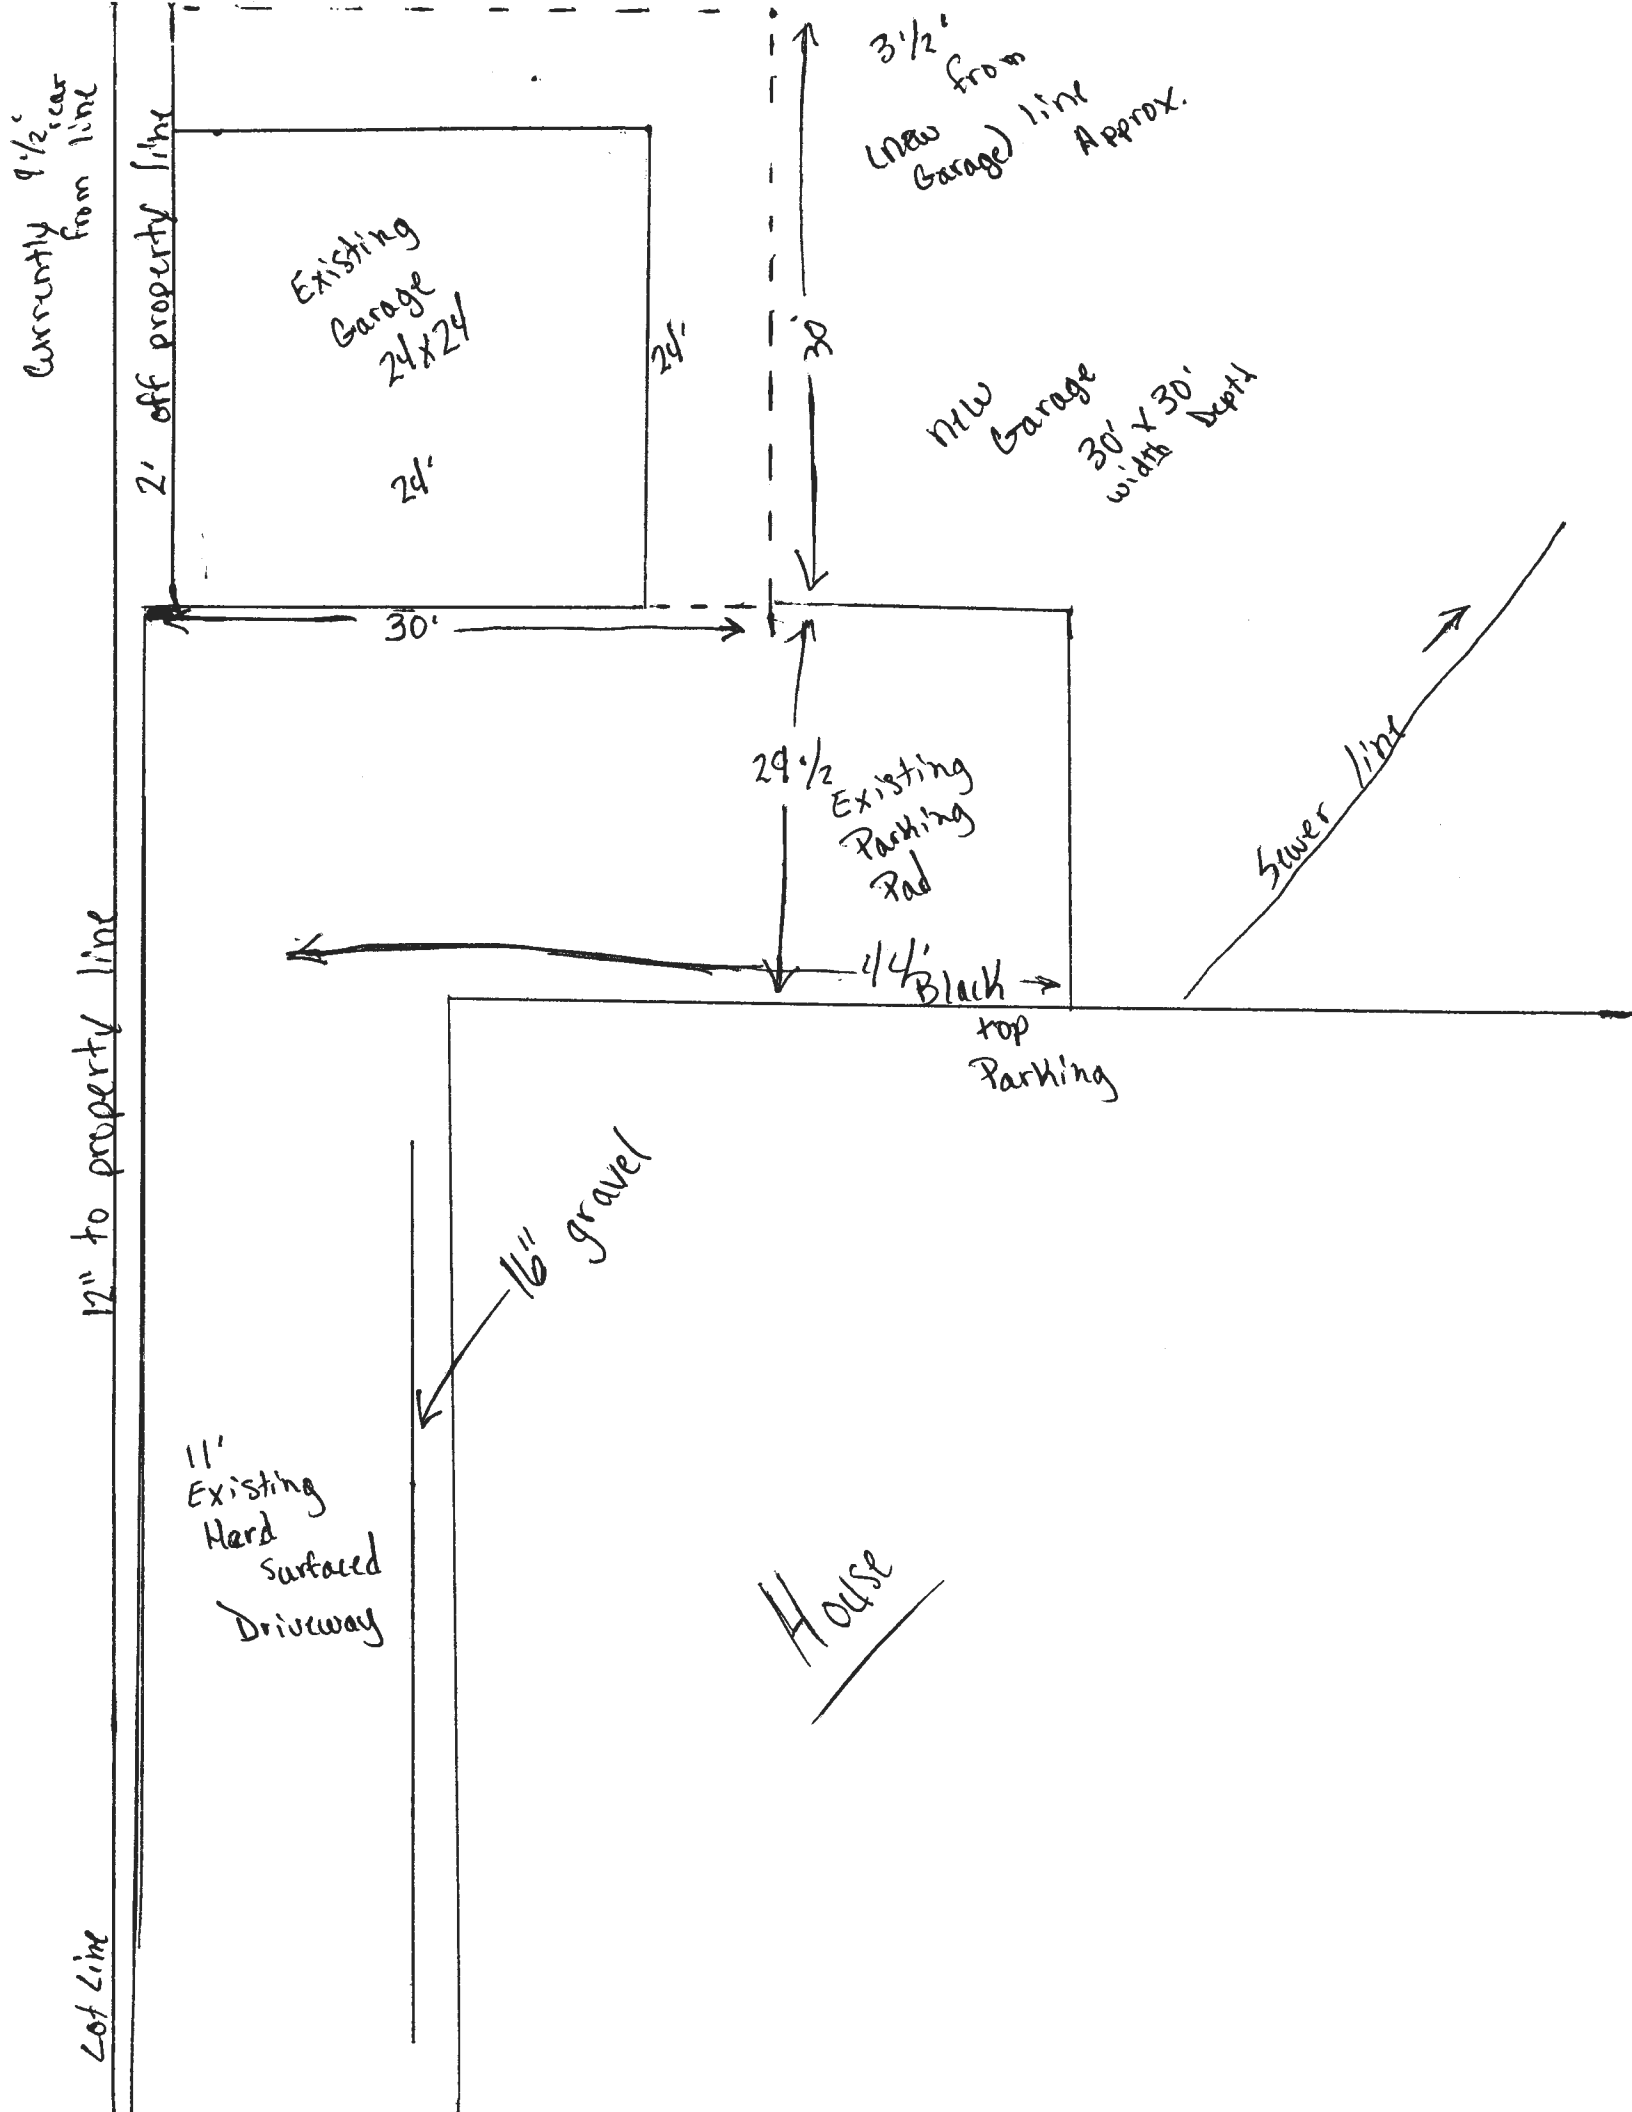 3 1/2'
from
(new
Garage) line
Approx.
Currently 9 1/2' rear
from line
2' off property line
Existing
Garage
24x24
24'
24'
30'
New
Garage
30' x 30'
width Depth
30'
29 1/2
Existing
Parking
Pad
44'
Black
top
Parking
Sewer line
12" to property line
16" gravel
11'
Existing
Hard
Surfaced
Driveway
House
Lot Line